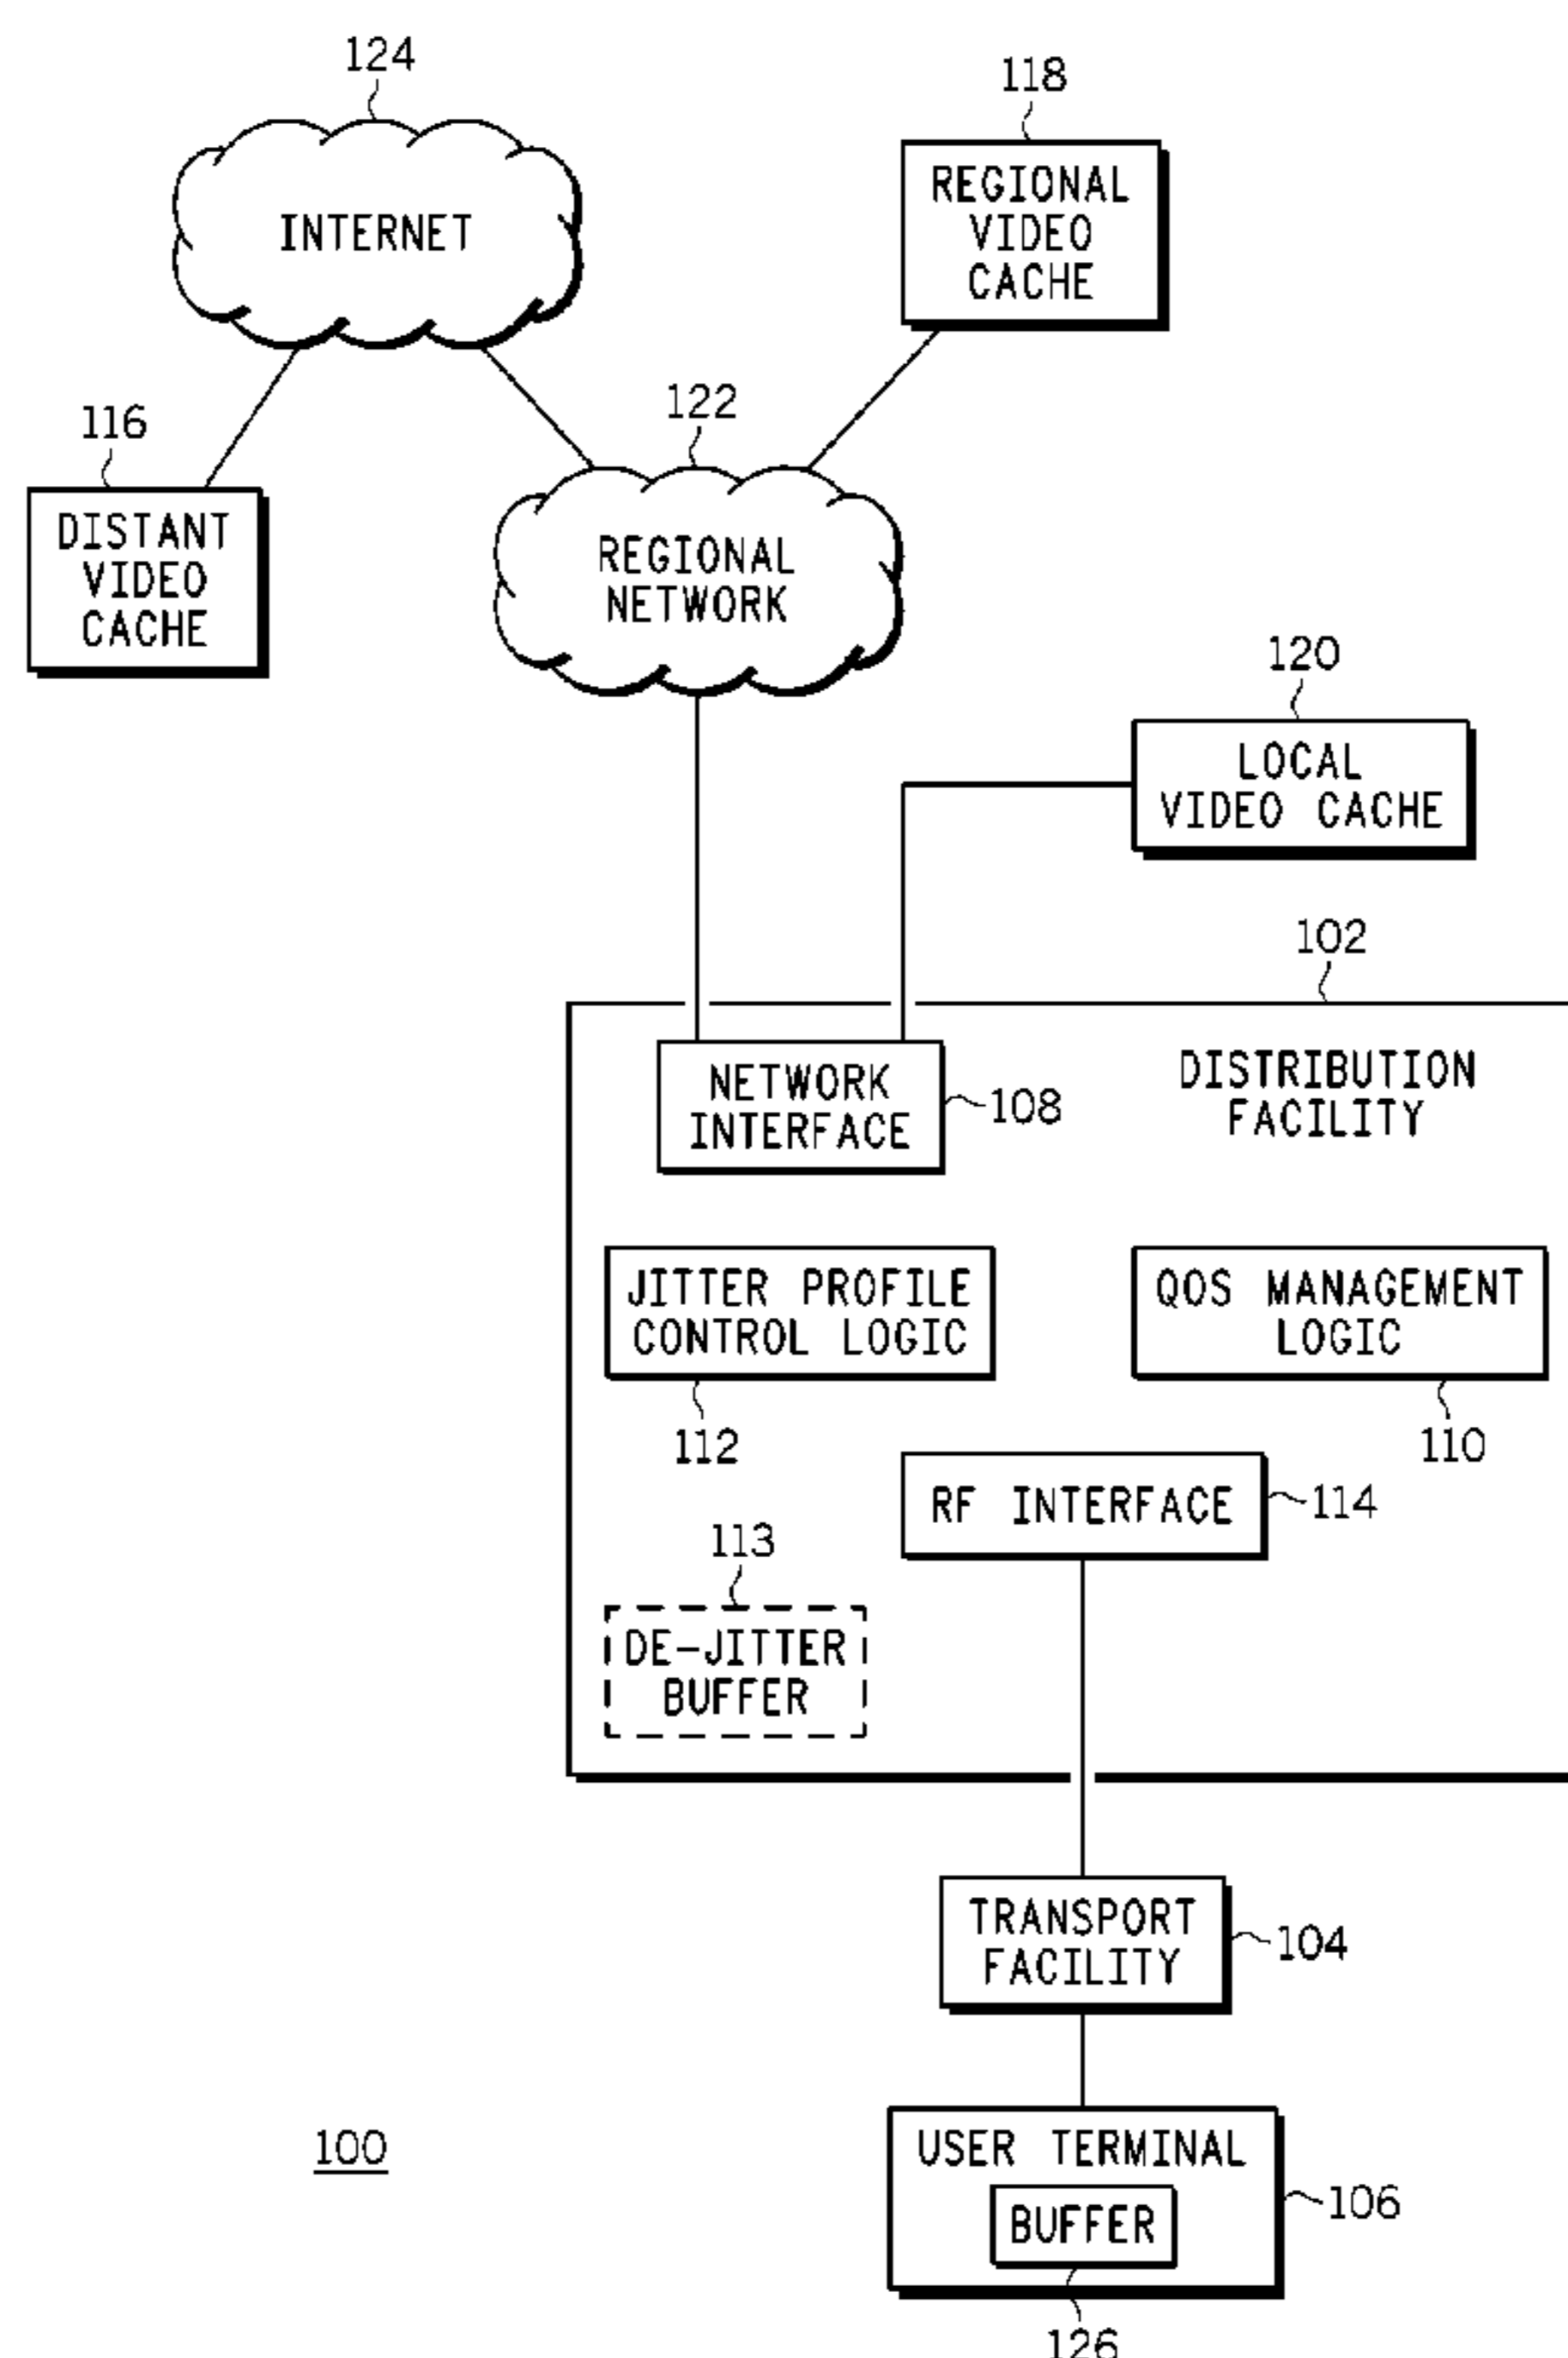 124
118
INTERNET
REGIONAL
VIDEO
CACHE
116
122
DISTANT
VIDEO
CACHE
REGIONAL
NETWORK
120
LOCAL
VIDEO CACHE
102
NETWORK
INTERFACE
108
DISTRIBUTION
FACILITY
JITTER PROFILE
CONTROL LOGIC
QOS MANAGEMENT
LOGIC
112
110
RF INTERFACE
114
113
DE-JITTER
BUFFER
TRANSPORT
FACILITY
104
100
USER TERMINAL
BUFFER
106
126